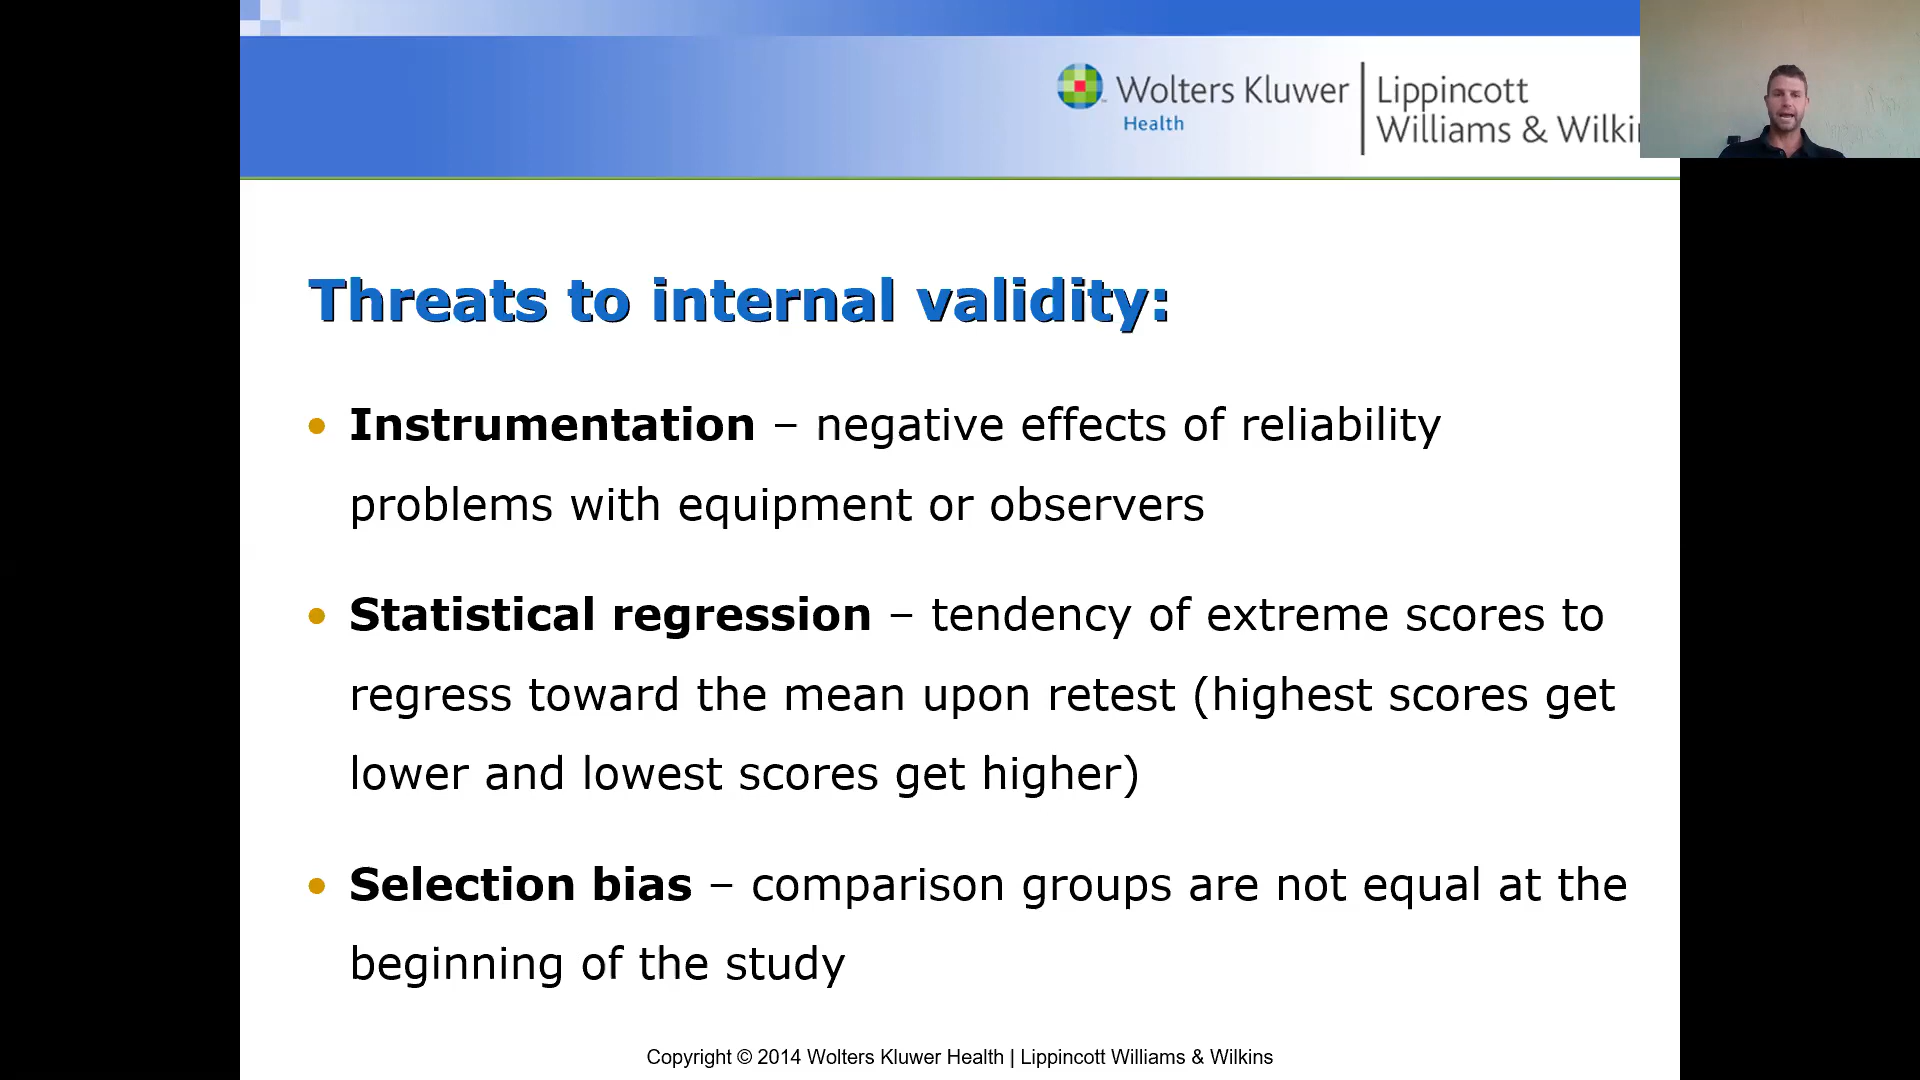 Wolters Kluwer
Health
Lippincott
Williams &
Threats to internal validity:
• Instrumentation – negative effects of reliability
problems with equipment or observers
• Statistical regression – tendency of extreme scores to
regress toward the mean upon retest (highest scores get
lower and lowest scores get higher)
• Selection bias – comparison groups are not equal at the
beginning of the study
Copyright © 2014 Wolters Kluwer Health | Lippincott Williams & Wilkins